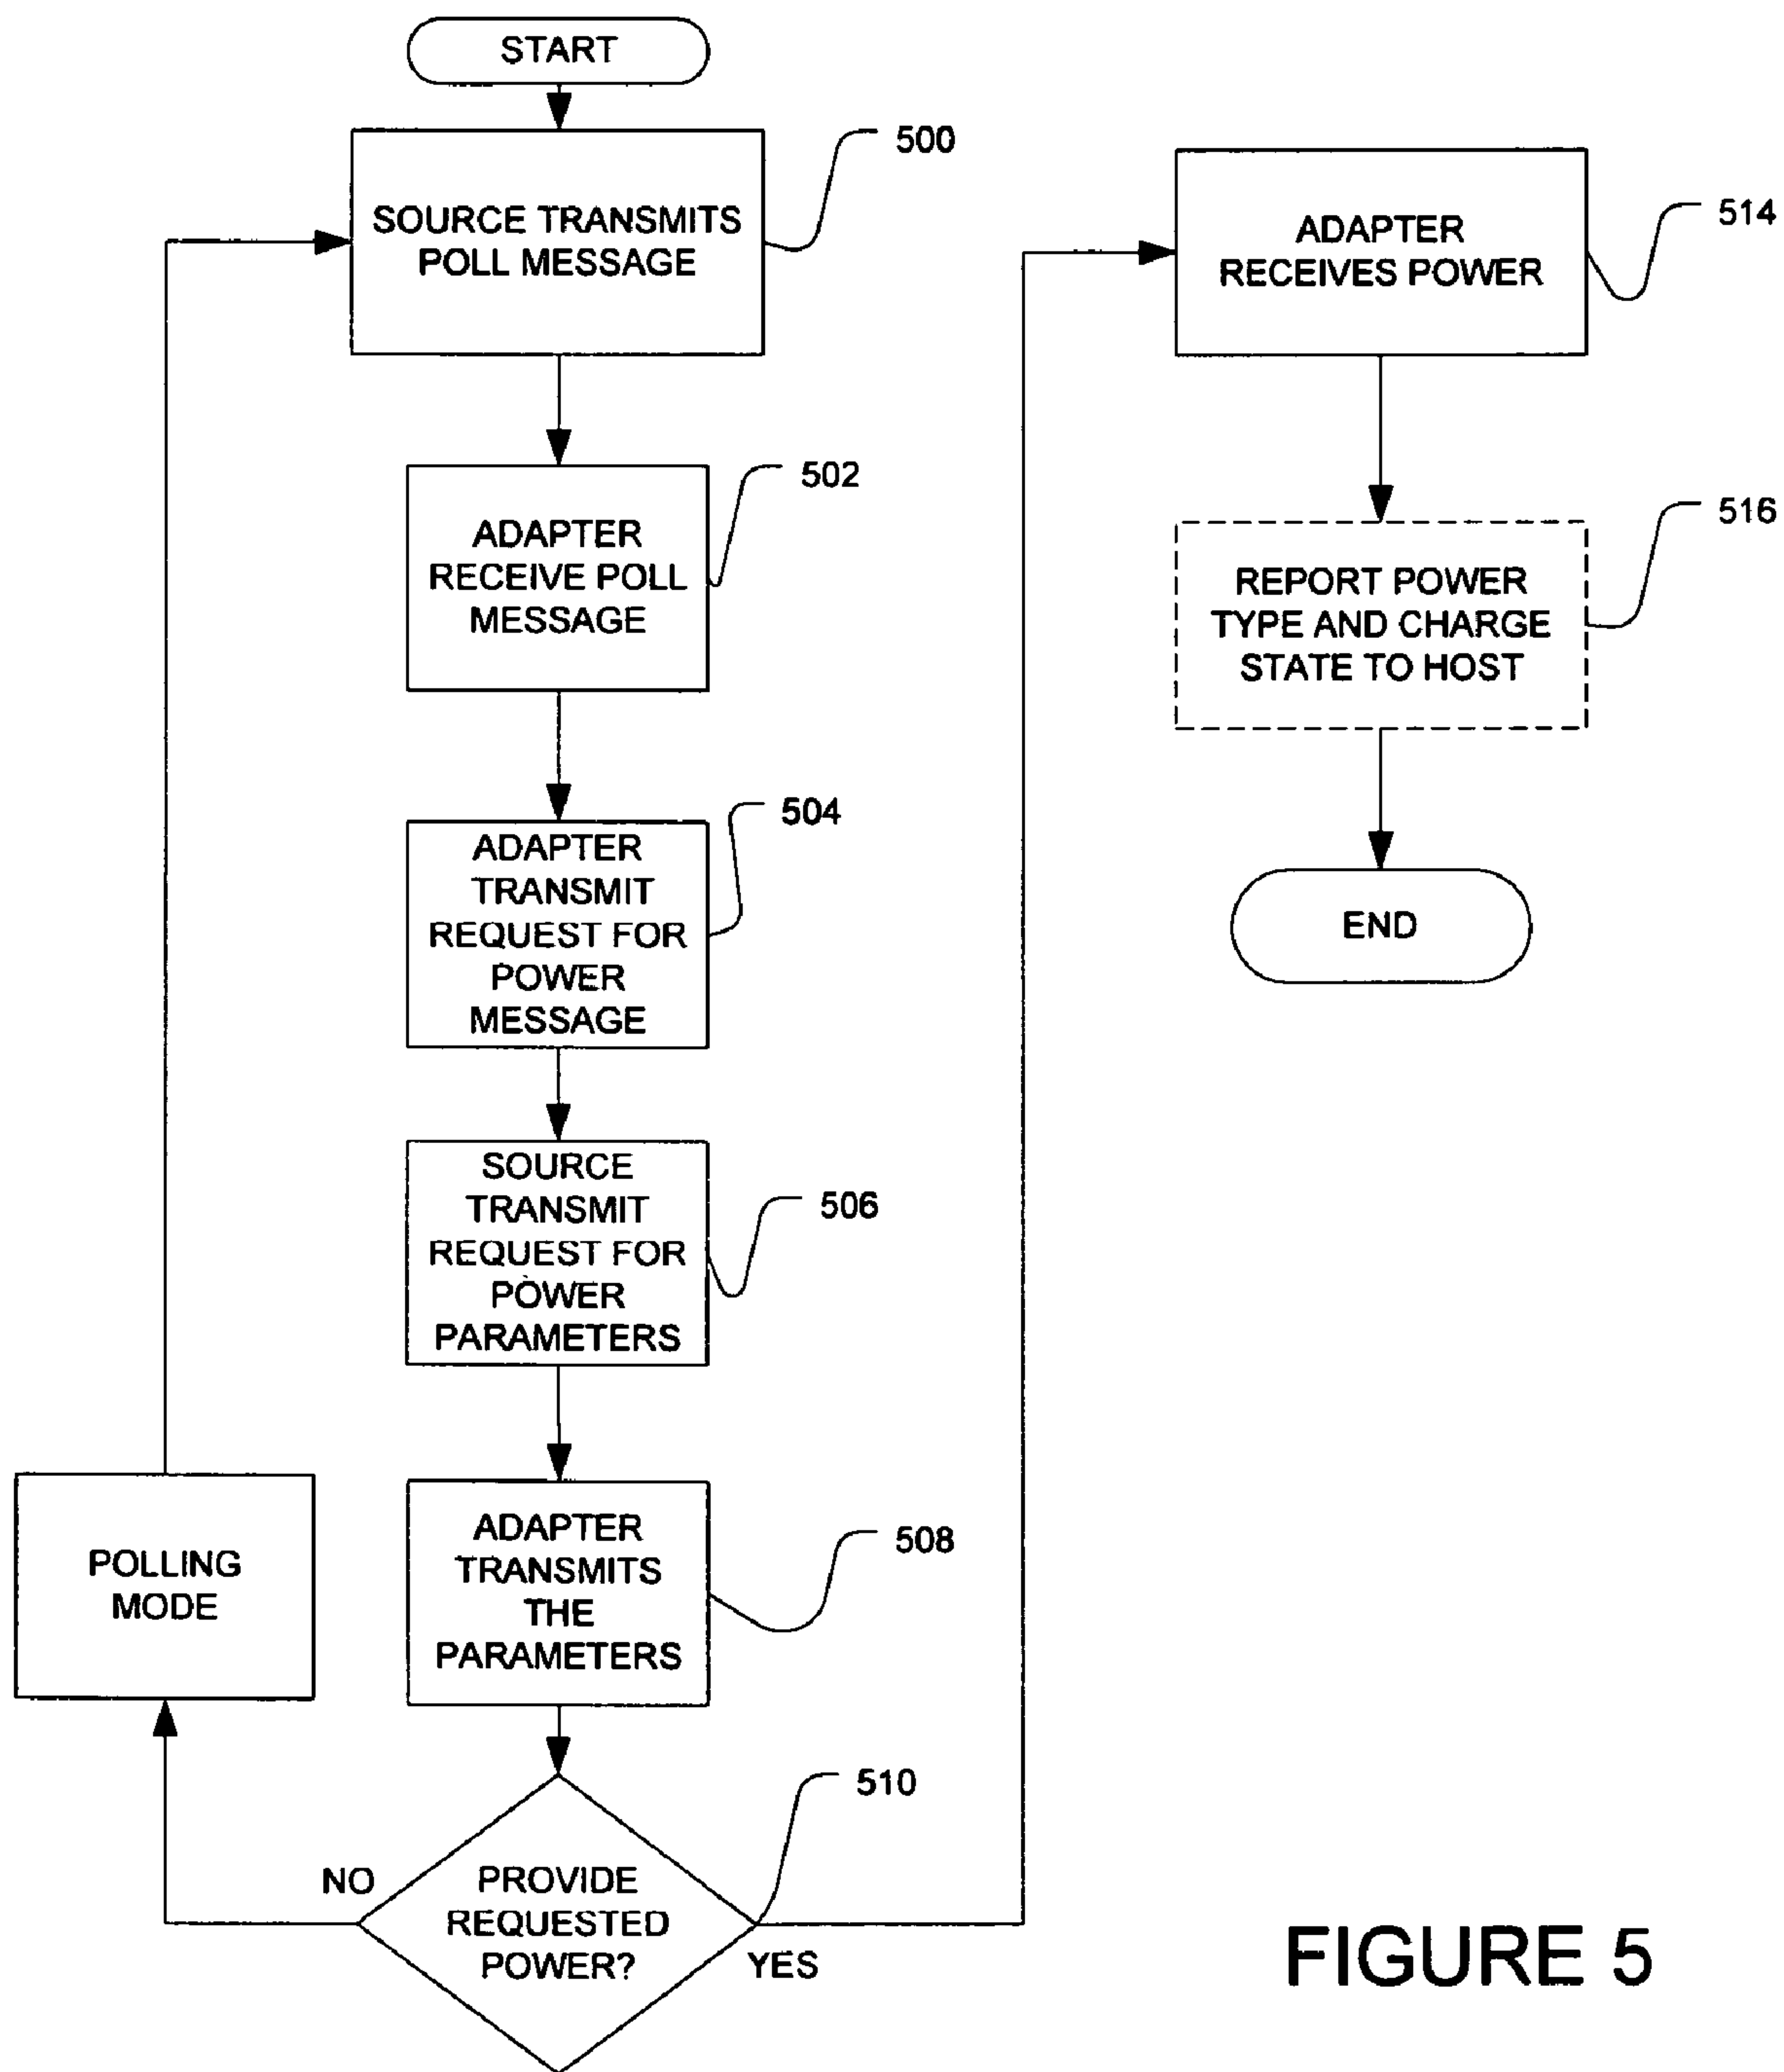 START
500
SOURCE TRANSMITS
POLL MESSAGE
502
ADAPTER
RECEIVE POLL
MESSAGE
504
ADAPTER
TRANSMIT
REQUEST FOR
POWER
MESSAGE
506
SOURCE
TRANSMIT
REQUEST FOR
POWER
PARAMETERS
508
ADAPTER
TRANSMITS
THE
PARAMETERS
POLLING
MODE
510
NO
PROVIDE
REQUESTED
POWER?
YES
514
ADAPTER
RECEIVES POWER
516
REPORT POWER
TYPE AND CHARGE
STATE TO HOST
END
FIGURE 5